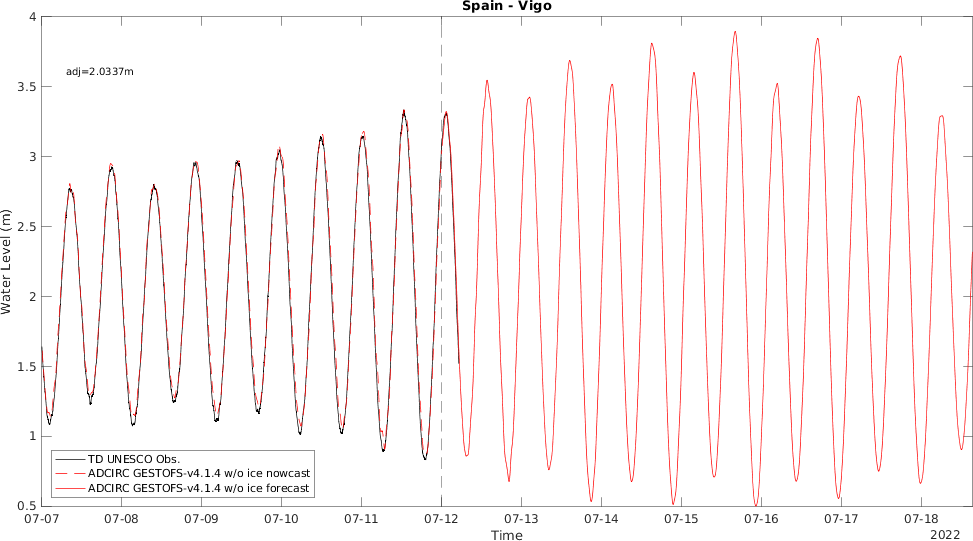 Spain - Vigo
adj=2.0337m
4
3.5
3
2.5
2
1.5
1
0.5
Water Level (m)
TD UNESCO Obs.
ADCIRC GESTOFS-v4.1.4 w/o ice nowcast
ADCIRC GESTOFS-v4.1.4 w/o ice forecast
07-07 07-08 07-09 07-10 07-11 07-12 07-13 07-14 07-15 07-16 07-17 07-18
Time
2022